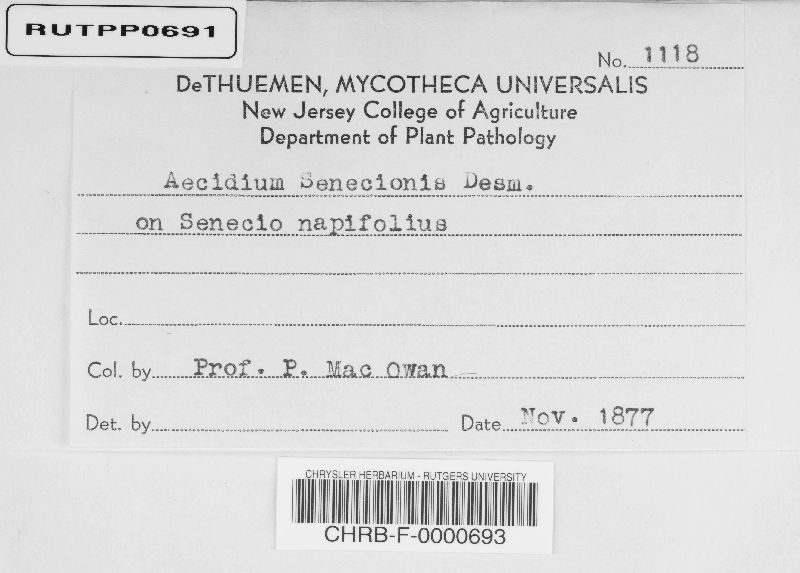 RUTPP0691
No. 1118
DeTHUEMEN, MYCOTHECA UNIVERSALIS
New Jersey College of Agriculture
Department of Plant Pathology
Aecidium Senecionis Desm.
on Senecio napifolius
Loc.
Col. by Prof. P. Mac Owan
Det. by Date Nov. 1877
CHRYSLER HERBARIUM - RUTGERS UNIVERSITY
CHRB-F-0000693